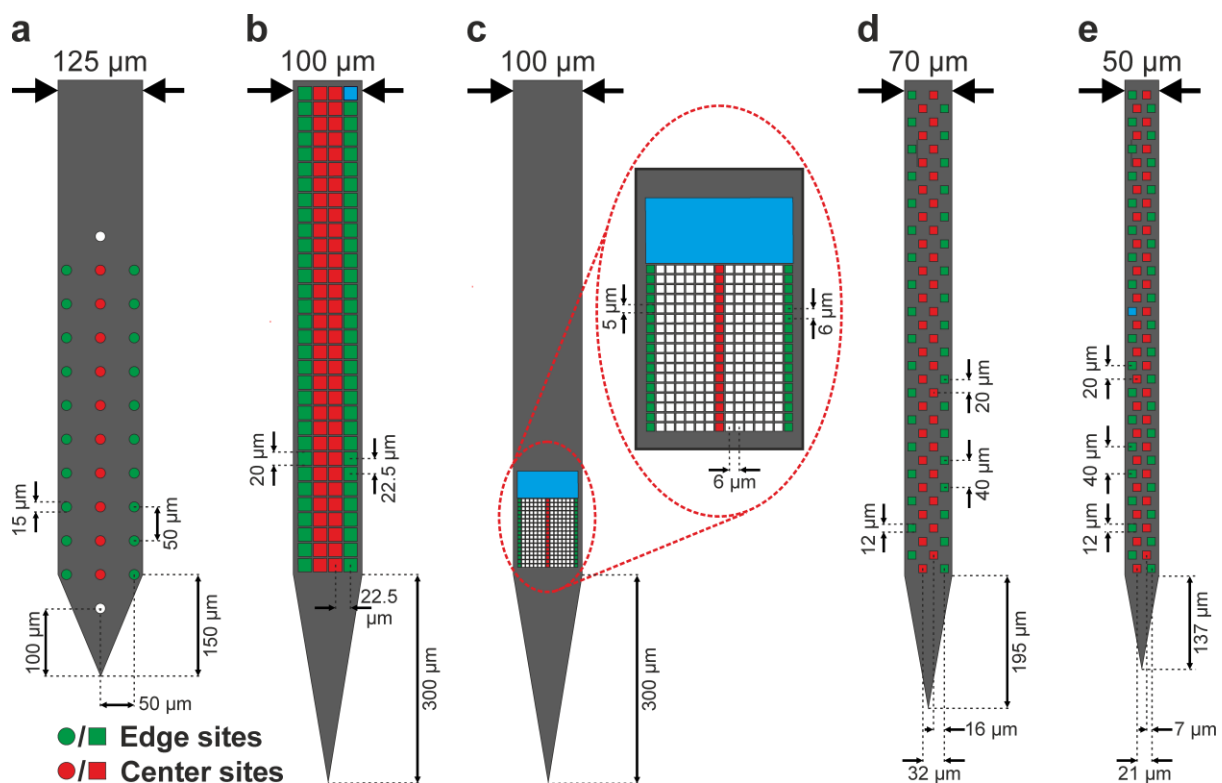 a
b
c
d
e
125 µm
100 µm
100 µm
70 µm
50 µm
15 µm
50 µm
100 µm
150 µm
50 µm
20 µm
22.5 µm
22.5
µm
300 µm
5 µm
6 µm
6 µm
300 µm
20 µm
40 µm
12 µm
195 µm
16 µm
32 µm
20 µm
40 µm
12 µm
137 µm
7 µm
21 µm
/ Edge sites
/ Center sites